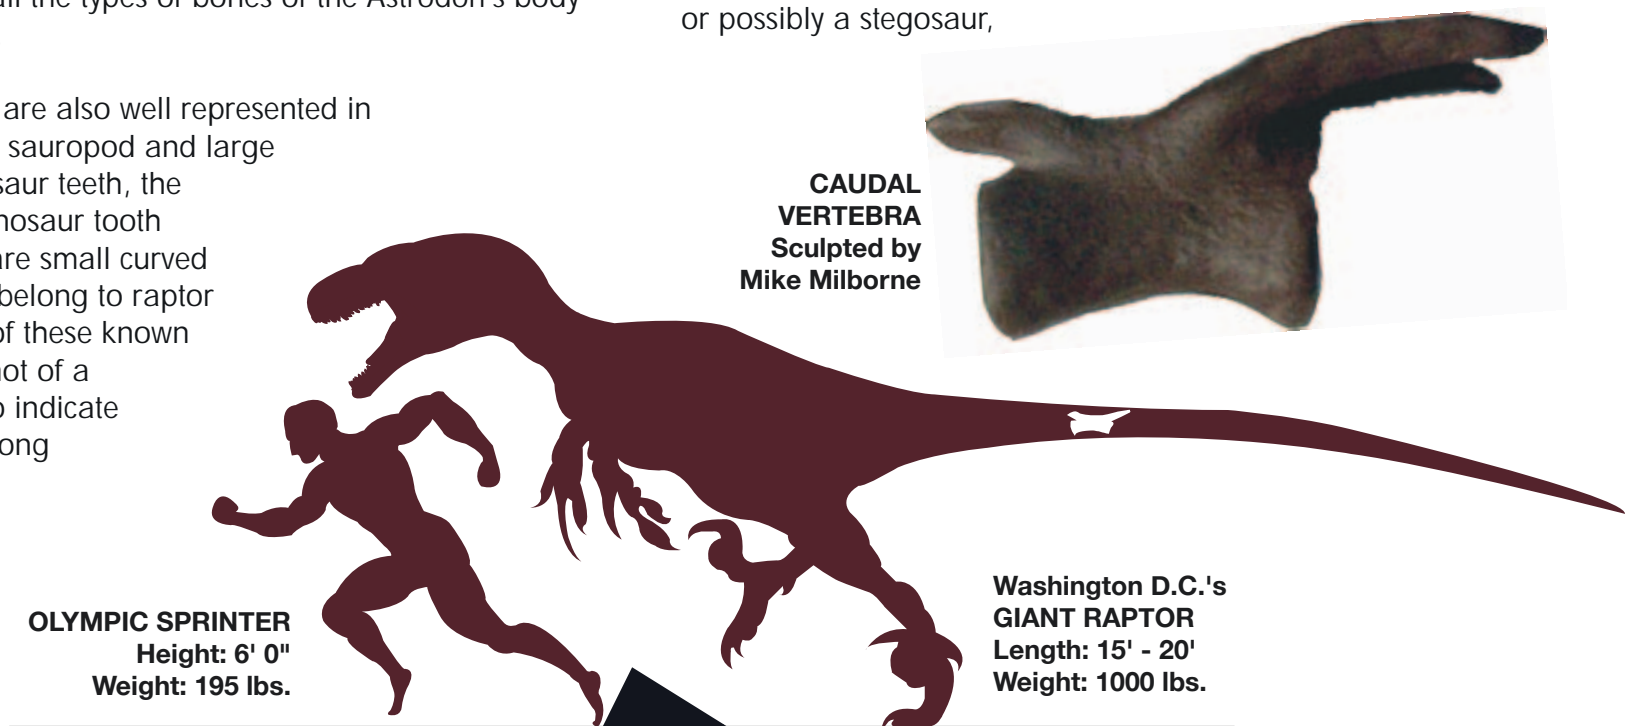 all the types of bones of the Astrodon's body
are also well represented in
sauropod and large
saur teeth, the
nosaur tooth
are small curved
belong to raptor
of these known
not of a
o indicate
ong
or possibly a stegosaur,
CAUDAL
VERTEBRA
Sculpted by
Mike Milborne
OLYMPIC SPRINTER
Height: 6' 0"
Weight: 195 lbs.
Washington D.C.'s
GIANT RAPTOR
Length: 15' - 20'
Weight: 1000 lbs.